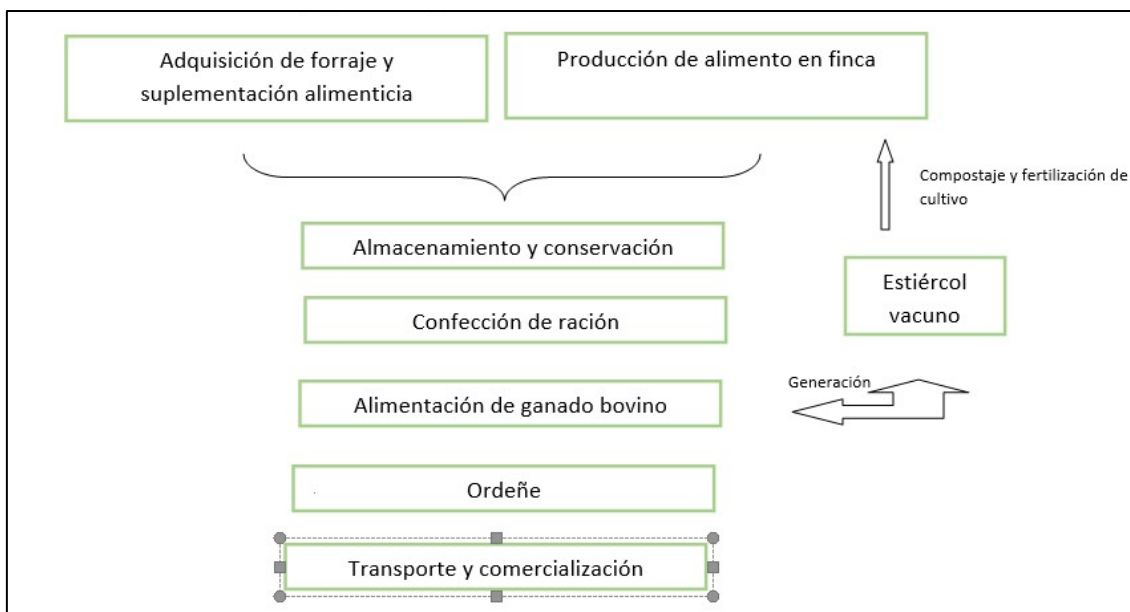 Adquisición de forraje y
suplementación alimenticia
Producción de alimento en finca
Compostaje y fertilización de
cultivo
Almacenamiento y conservación
Estiércol
vacuno
Confección de ración
Generación
Alimentación de ganado bovino
Ordeñe
Transporte y comercialización